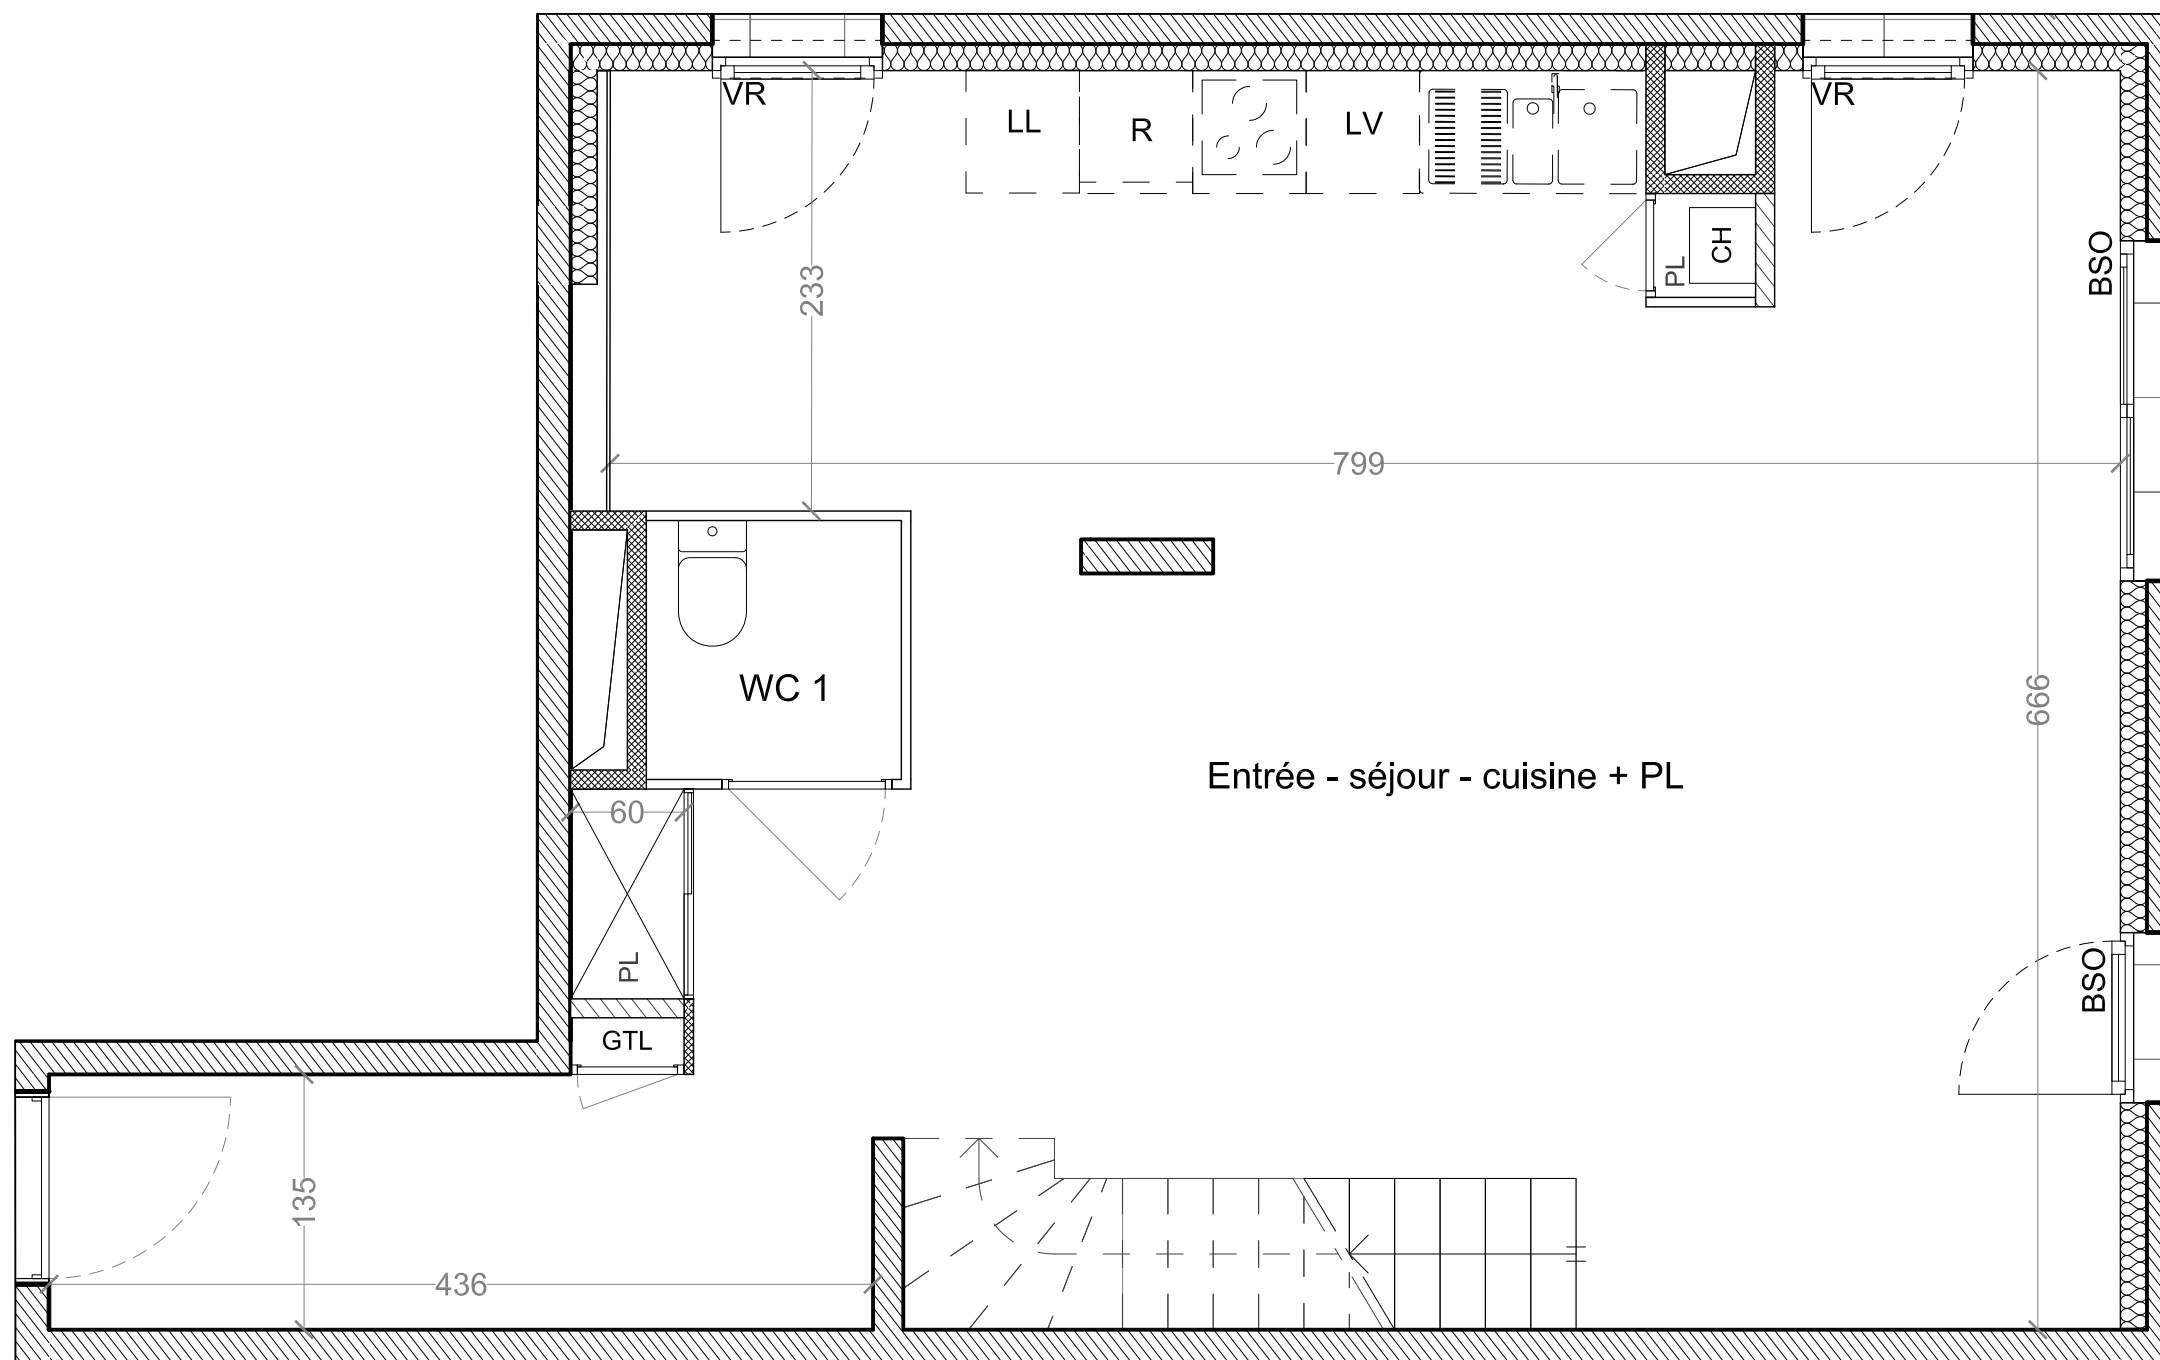 VR
VR
LL
R
LV
CH
PL
BSO
233
799
WC 1
666
Entrée - séjour - cuisine + PL
60
PL
BSO
GTL
135
436